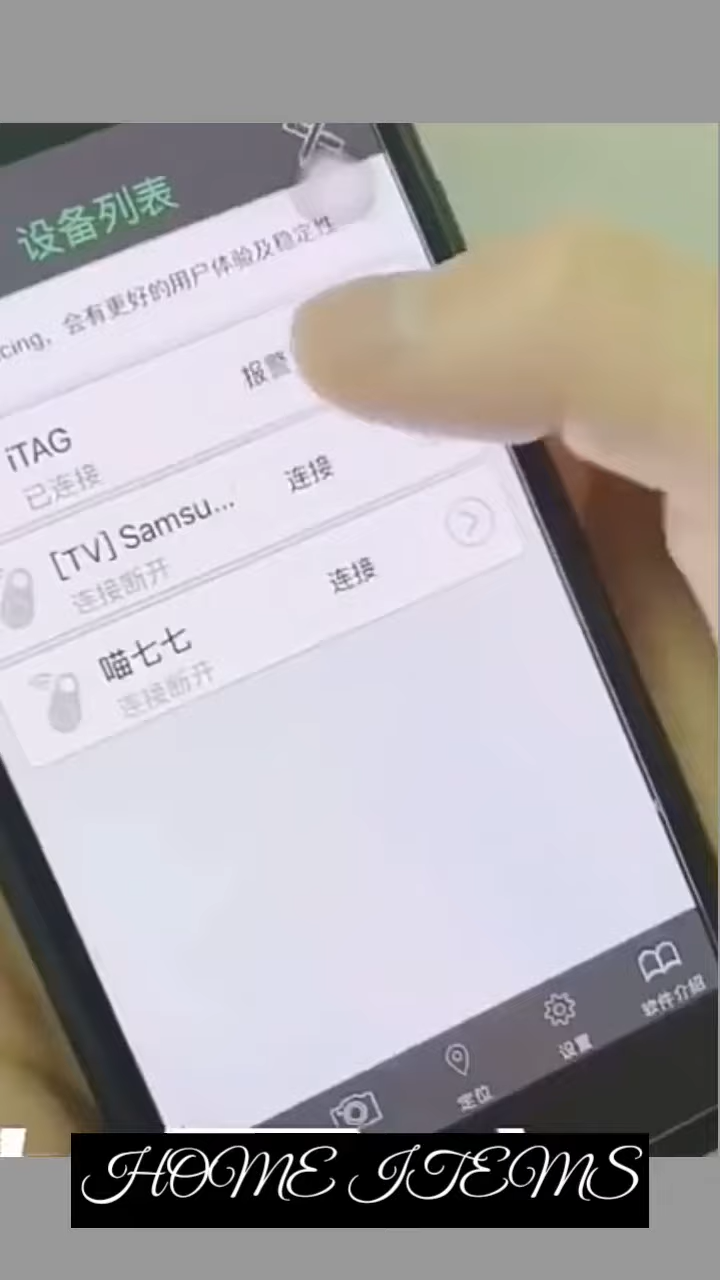 设备列表
cing，会有更好的用户体验及稳定性
报警
iTAG
已连接
连接
[TV] Samsu...
连接断开
连接
喵七七
连接断开
软件介绍
设置
定位
HOME ITEMS